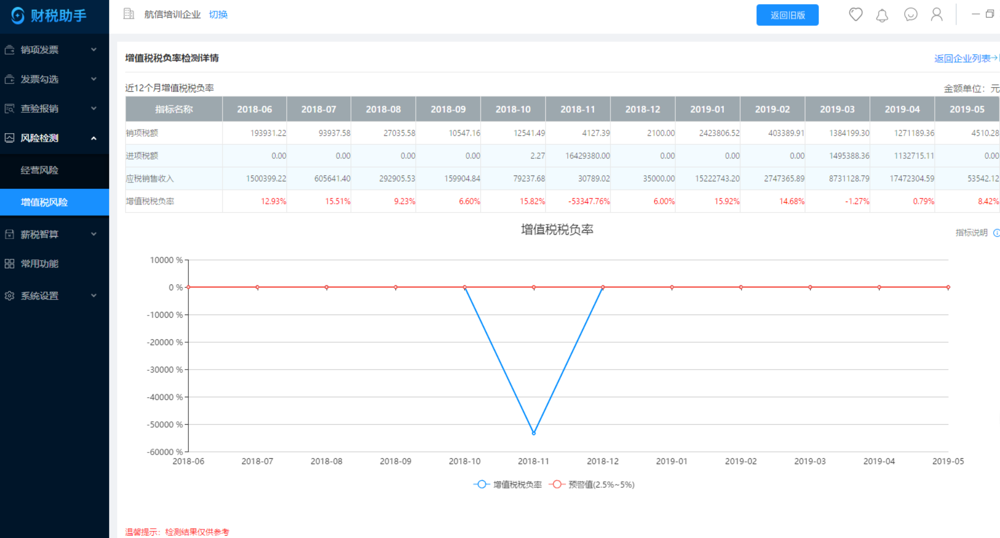 财税助手
航信培训企业 切换
返回旧版
销项发票
发票勾选
查验报销
风险检测
经营风险
增值税风险
薪税智算
常用功能
系统设置
增值税税负率检测详情
返回企业列表→
近12个月增值税税负率
金额单位：元
指标名称 2018-06 2018-07 2018-08 2018-09 2018-10 2018-11 2018-12 2019-01 2019-02 2019-03 2019-04 2019-05
销项税额 193931.22 93937.58 27035.58 10547.16 12541.49 4127.39 2100.00 2423806.52 403389.91 1384199.30 1271189.36 4510.28
进项税额 0.00 0.00 0.00 0.00 2.27 16429380.00 0.00 0.00 0.00 1495388.36 1132715.11 0.00
应税销售收入 1500399.22 605641.40 292905.53 159904.84 79237.68 30789.02 35000.00 15222743.20 2747365.89 8731128.79 17472304.59 53542.12
增值税税负率 12.93% 15.51% 9.23% 6.60% 15.82% -53347.76% 6.00% 15.92% 14.68% -1.27% 0.79% 8.42%
增值税税负率
指标说明
10000 %
0 %
-10000 %
-20000 %
-30000 %
-40000 %
-50000 %
-60000 %
2018-06 2018-07 2018-08 2018-09 2018-10 2018-11 2018-12 2019-01 2019-02 2019-03 2019-04 2019-05
增值税税负率 预警值(2.5%~5%)
温馨提示：检测结果仅供参考